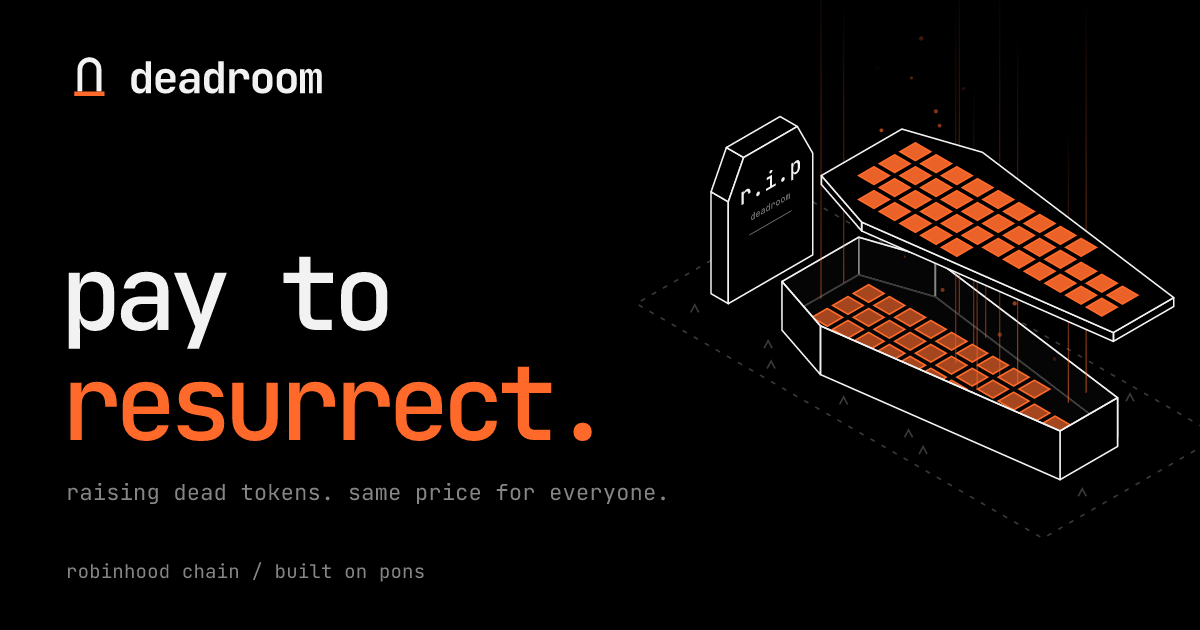 deadroom
r.i.p
deadroom
pay to
resurrect.
raising dead tokens. same price for everyone.
robinhood chain / built on pons